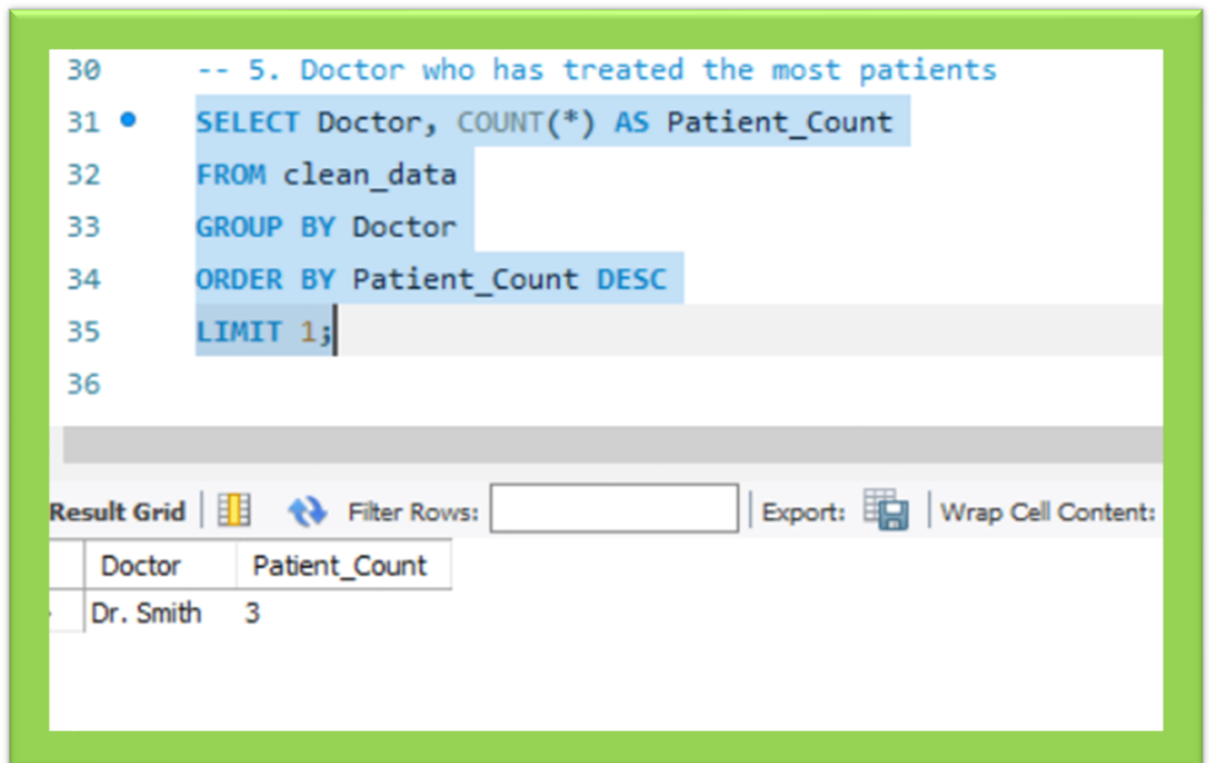 30 -- 5. Doctor who has treated the most patients
31 SELECT Doctor, COUNT(*) AS Patient_Count
32 FROM clean_data
33 GROUP BY Doctor
34 ORDER BY Patient_Count DESC
35 LIMIT 1;
36
Result Grid Filter Rows: Export: Wrap Cell Content:
Doctor Patient_Count
Dr. Smith 3